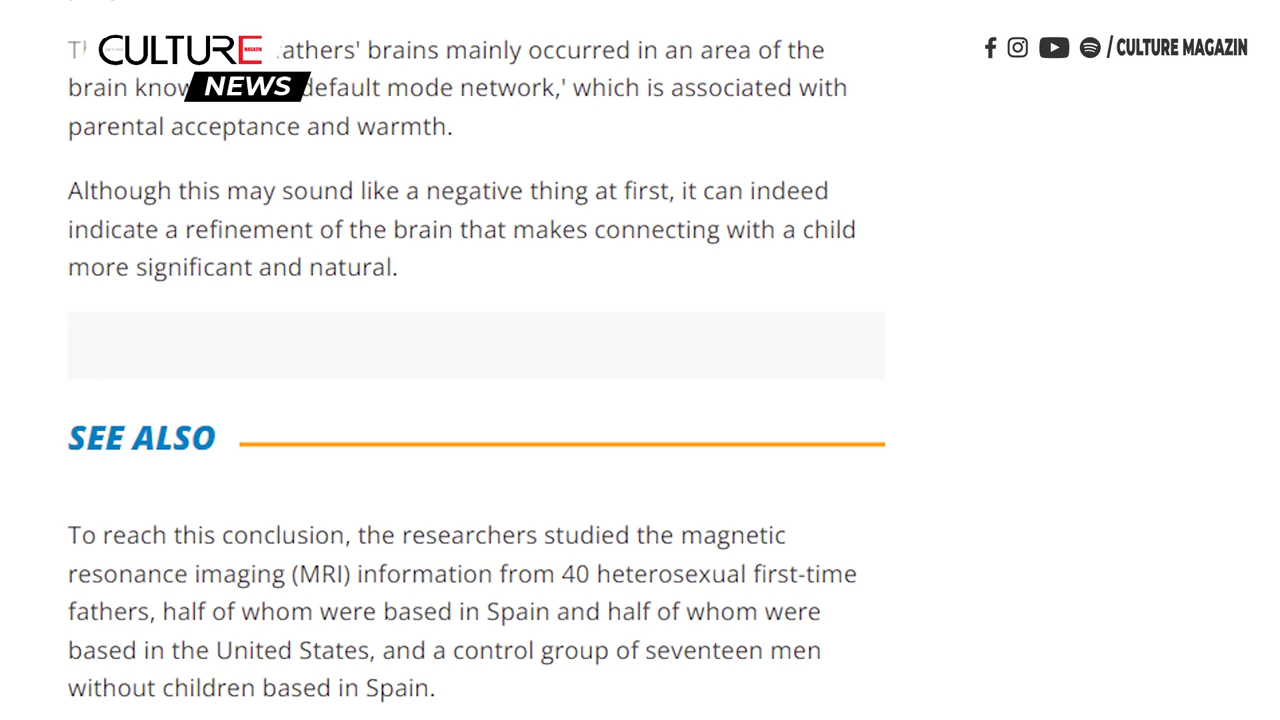 CULTURE MAGAZIN
NEWS
/ CULTURE MAGAZIN
fathers' brains mainly occurred in an area of the
brain know default mode network,' which is associated with
parental acceptance and warmth.
Although this may sound like a negative thing at first, it can indeed
indicate a refinement of the brain that makes connecting with a child
more significant and natural.
SEE ALSO
To reach this conclusion, the researchers studied the magnetic
resonance imaging (MRI) information from 40 heterosexual first-time
fathers, half of whom were based in Spain and half of whom were
based in the United States, and a control group of seventeen men
without children based in Spain.